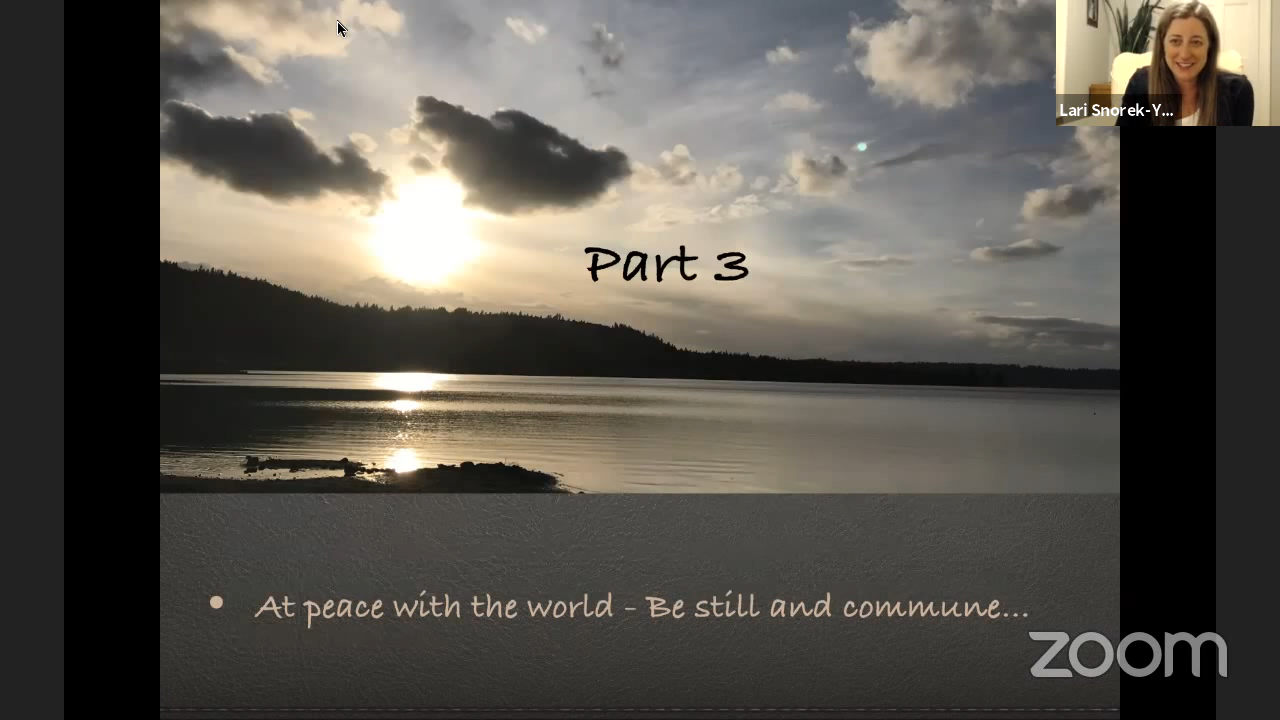 Lari Snorek-Y...
Part 3
• At peace with the world - Be still and commune...
zoom